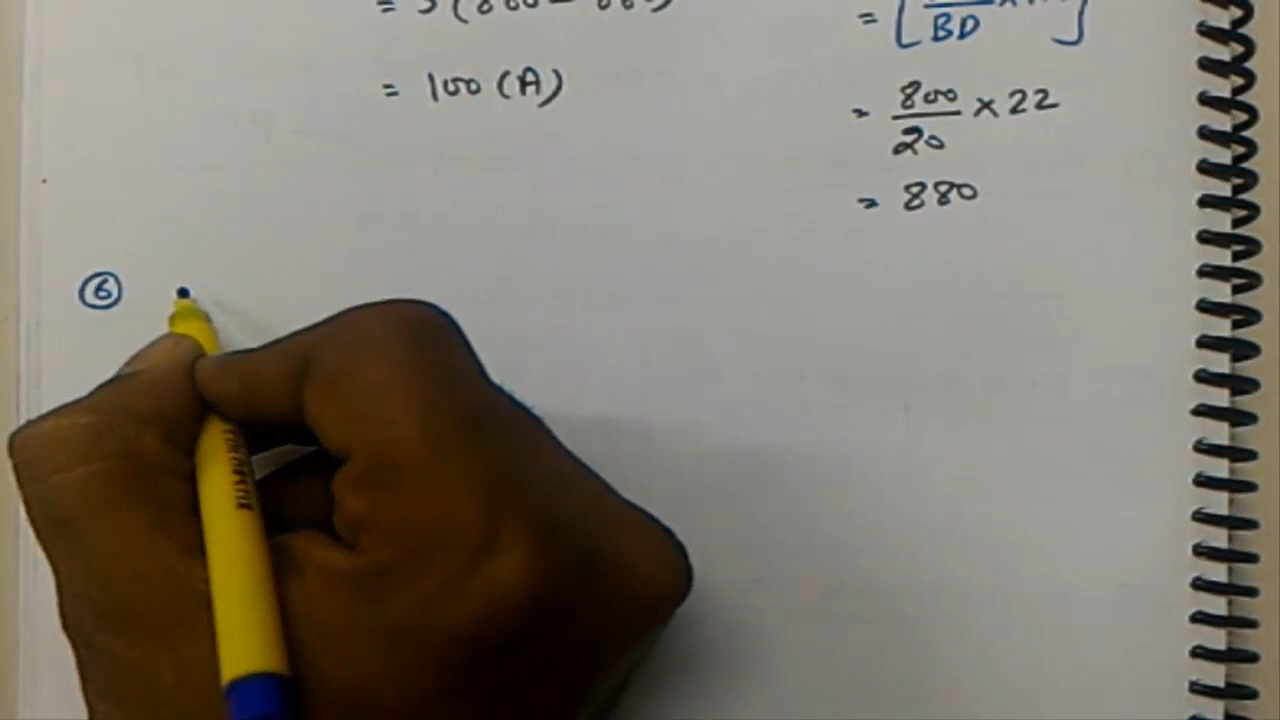 = 100 (A)
BD
= 800 / 20 × 22
= 880
6